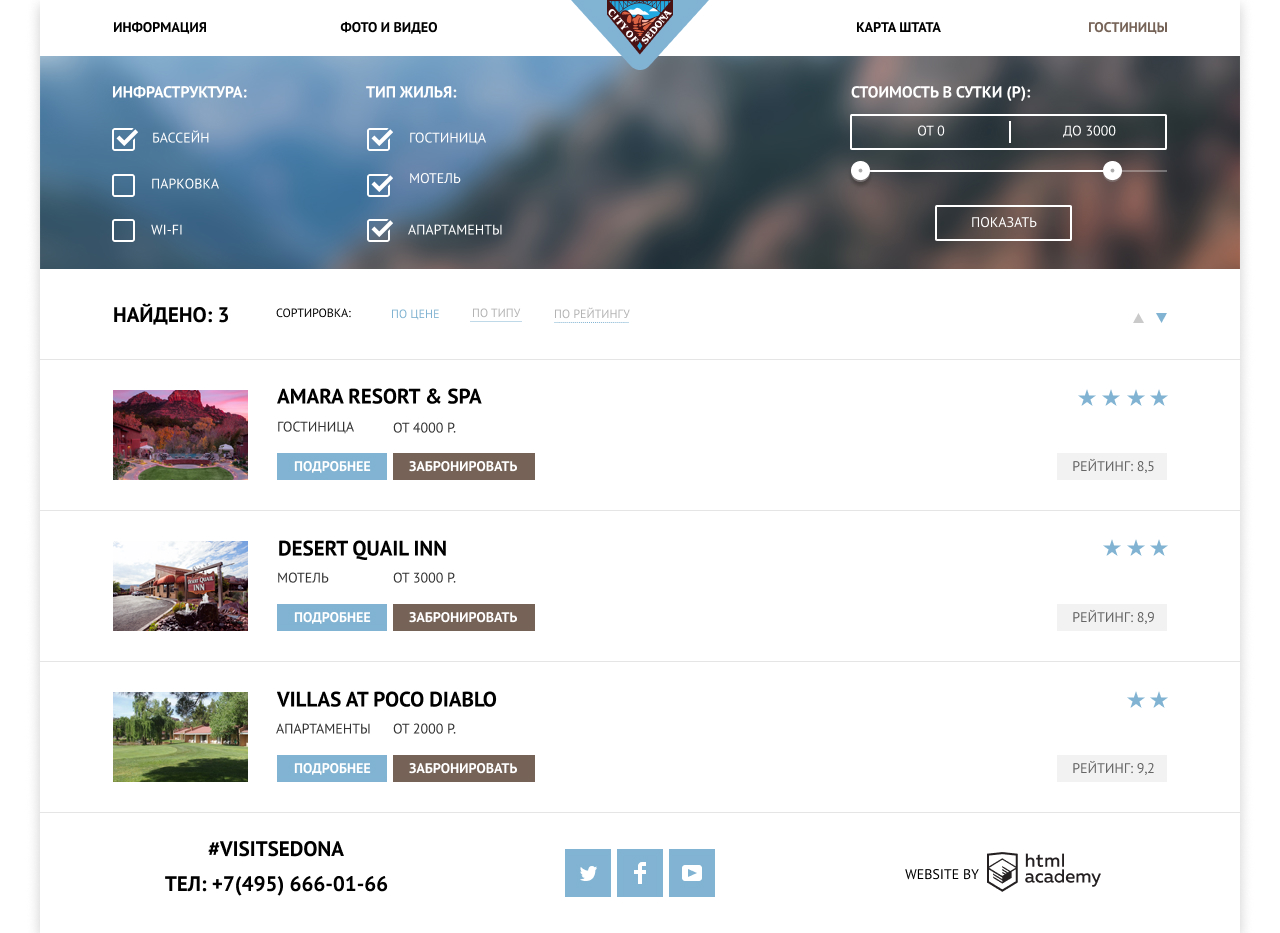 ИНФОРМАЦИЯ
ФОТО И ВИДЕО
CITY OF SEDONA
КАРТА ШТАТА
ГОСТИНИЦЫ
ИНФРАСТРУКТУРА:
БАССЕЙН
ПАРКОВКА
WI-FI
ТИП ЖИЛЬЯ:
ГОСТИНИЦА
МОТЕЛЬ
АПАРТАМЕНТЫ
СТОИМОСТЬ В СУТКИ (Р):
ОТ 0
ДО 3000
ПОКАЗАТЬ
НАЙДЕНО: 3
СОРТИРОВКА:
ПО ЦЕНЕ
ПО ТИПУ
ПО РЕЙТИНГУ
AMARA RESORT & SPA
ГОСТИНИЦА
ОТ 4000 Р.
ПОДРОБНЕЕ
ЗАБРОНИРОВАТЬ
РЕЙТИНГ: 8,5
DESERT QUAIL
INN
DESERT QUAIL INN
МОТЕЛЬ
ОТ 3000 Р.
ПОДРОБНЕЕ
ЗАБРОНИРОВАТЬ
РЕЙТИНГ: 8,9
VILLAS AT POCO DIABLO
АПАРТАМЕНТЫ
ОТ 2000 Р.
ПОДРОБНЕЕ
ЗАБРОНИРОВАТЬ
РЕЙТИНГ: 9,2
#VISITSEDONA
ТЕЛ: +7(495) 666-01-66
WEBSITE BY
html
academy